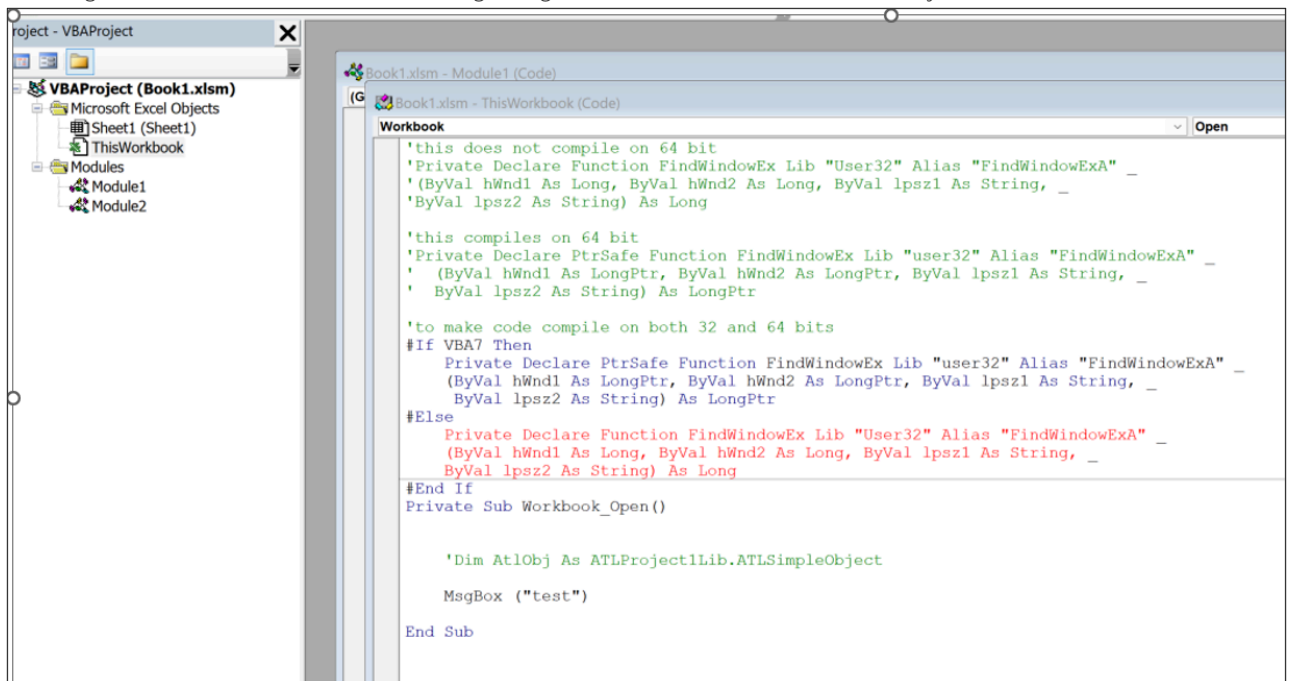 roject - VBAProject
VBAProject (Book1.xlsm)
Microsoft Excel Objects
Sheet1 (Sheet1)
ThisWorkbook
Modules
Module1
Module2
Book1.xlsm - Module1 (Code)
(G
Book1.xlsm - ThisWorkbook (Code)
Workbook
Open
'this does not compile on 64 bit
'Private Declare Function FindWindowEx Lib "User32" Alias "FindWindowExA" _
'(ByVal hWnd1 As Long, ByVal hWnd2 As Long, ByVal lpsz1 As String, _
'ByVal lpsz2 As String) As Long
'this compiles on 64 bit
'Private Declare PtrSafe Function FindWindowEx Lib "user32" Alias "FindWindowExA" _
' (ByVal hWnd1 As LongPtr, ByVal hWnd2 As LongPtr, ByVal lpsz1 As String, _
' ByVal lpsz2 As String) As LongPtr
'to make code compile on both 32 and 64 bits
#If VBA7 Then
Private Declare PtrSafe Function FindWindowEx Lib "user32" Alias "FindWindowExA" _
(ByVal hWnd1 As LongPtr, ByVal hWnd2 As LongPtr, ByVal lpsz1 As String, _
ByVal lpsz2 As String) As LongPtr
#Else
Private Declare Function FindWindowEx Lib "User32" Alias "FindWindowExA" _
(ByVal hWnd1 As Long, ByVal hWnd2 As Long, ByVal lpsz1 As String, _
ByVal lpsz2 As String) As Long
#End If
Private Sub Workbook_Open()
'Dim AtlObj As ATLProject1Lib.ATLSimpleObject
MsgBox ("test")
End Sub